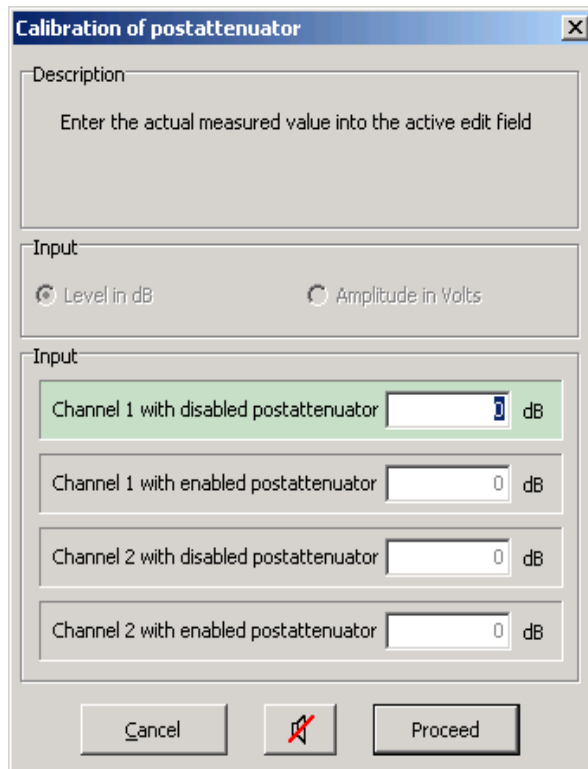 Calibration of postattenuator
Description
Enter the actual measured value into the active edit field
Input
Level in dB Amplitude in Volts
Input
Channel 1 with disabled postattenuator 0 dB
Channel 1 with enabled postattenuator 0 dB
Channel 2 with disabled postattenuator 0 dB
Channel 2 with enabled postattenuator 0 dB
Cancel Proceed